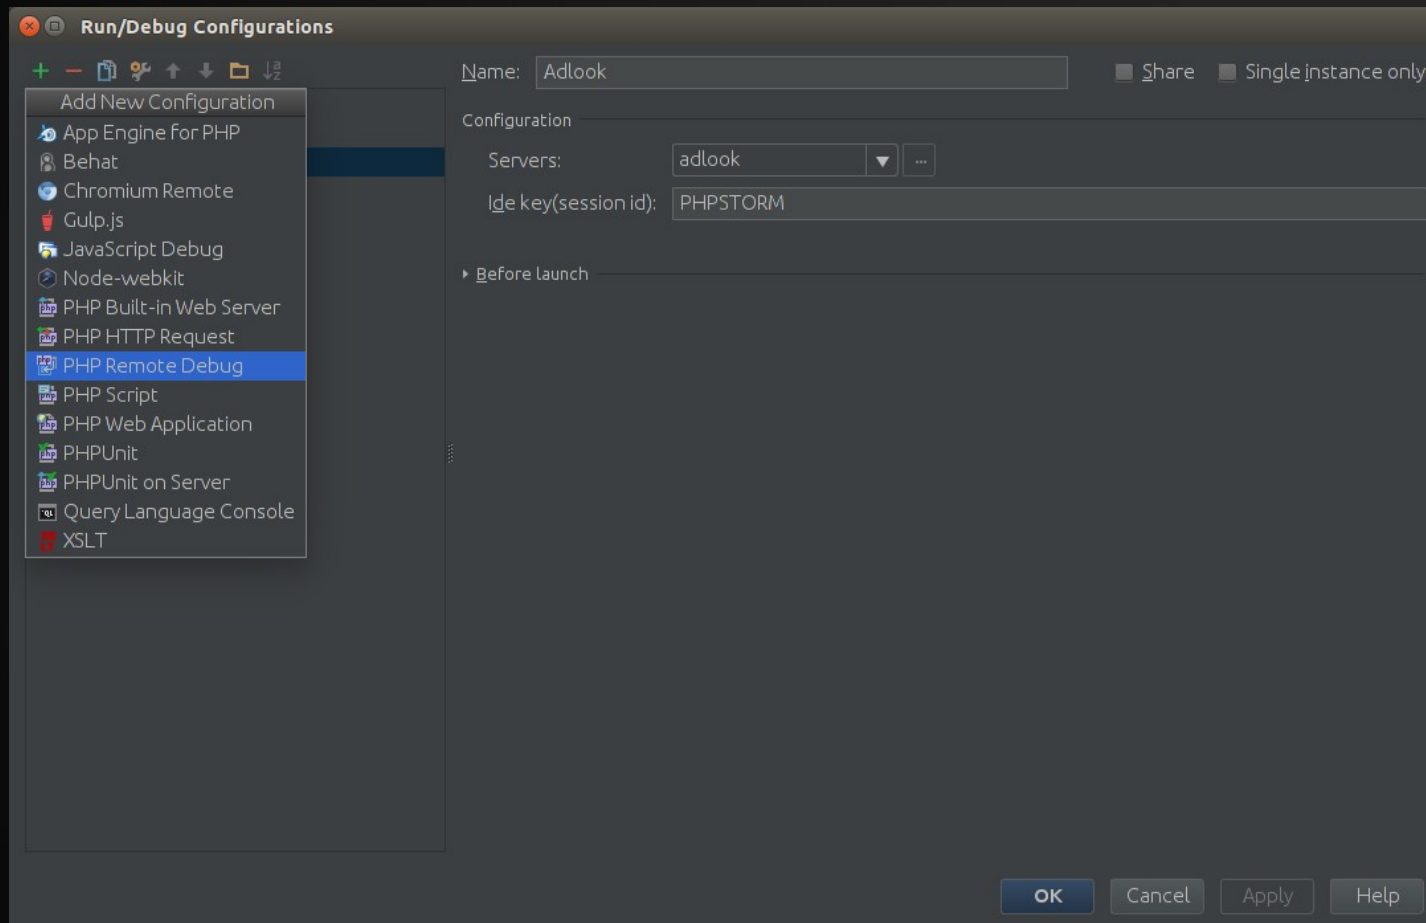 Run/Debug Configurations
Name: Adlook Share Single instance only
Add New Configuration
App Engine for PHP
Behat
Chromium Remote
Gulp.js
JavaScript Debug
Node-webkit
PHP Built-in Web Server
PHP HTTP Request
PHP Remote Debug
PHP Script
PHP Web Application
PHPUnit
PHPUnit on Server
Query Language Console
XSLT
Configuration
Servers: adlook ...
Ide key(session id): PHPSTORM
Before launch
OK Cancel Apply Help